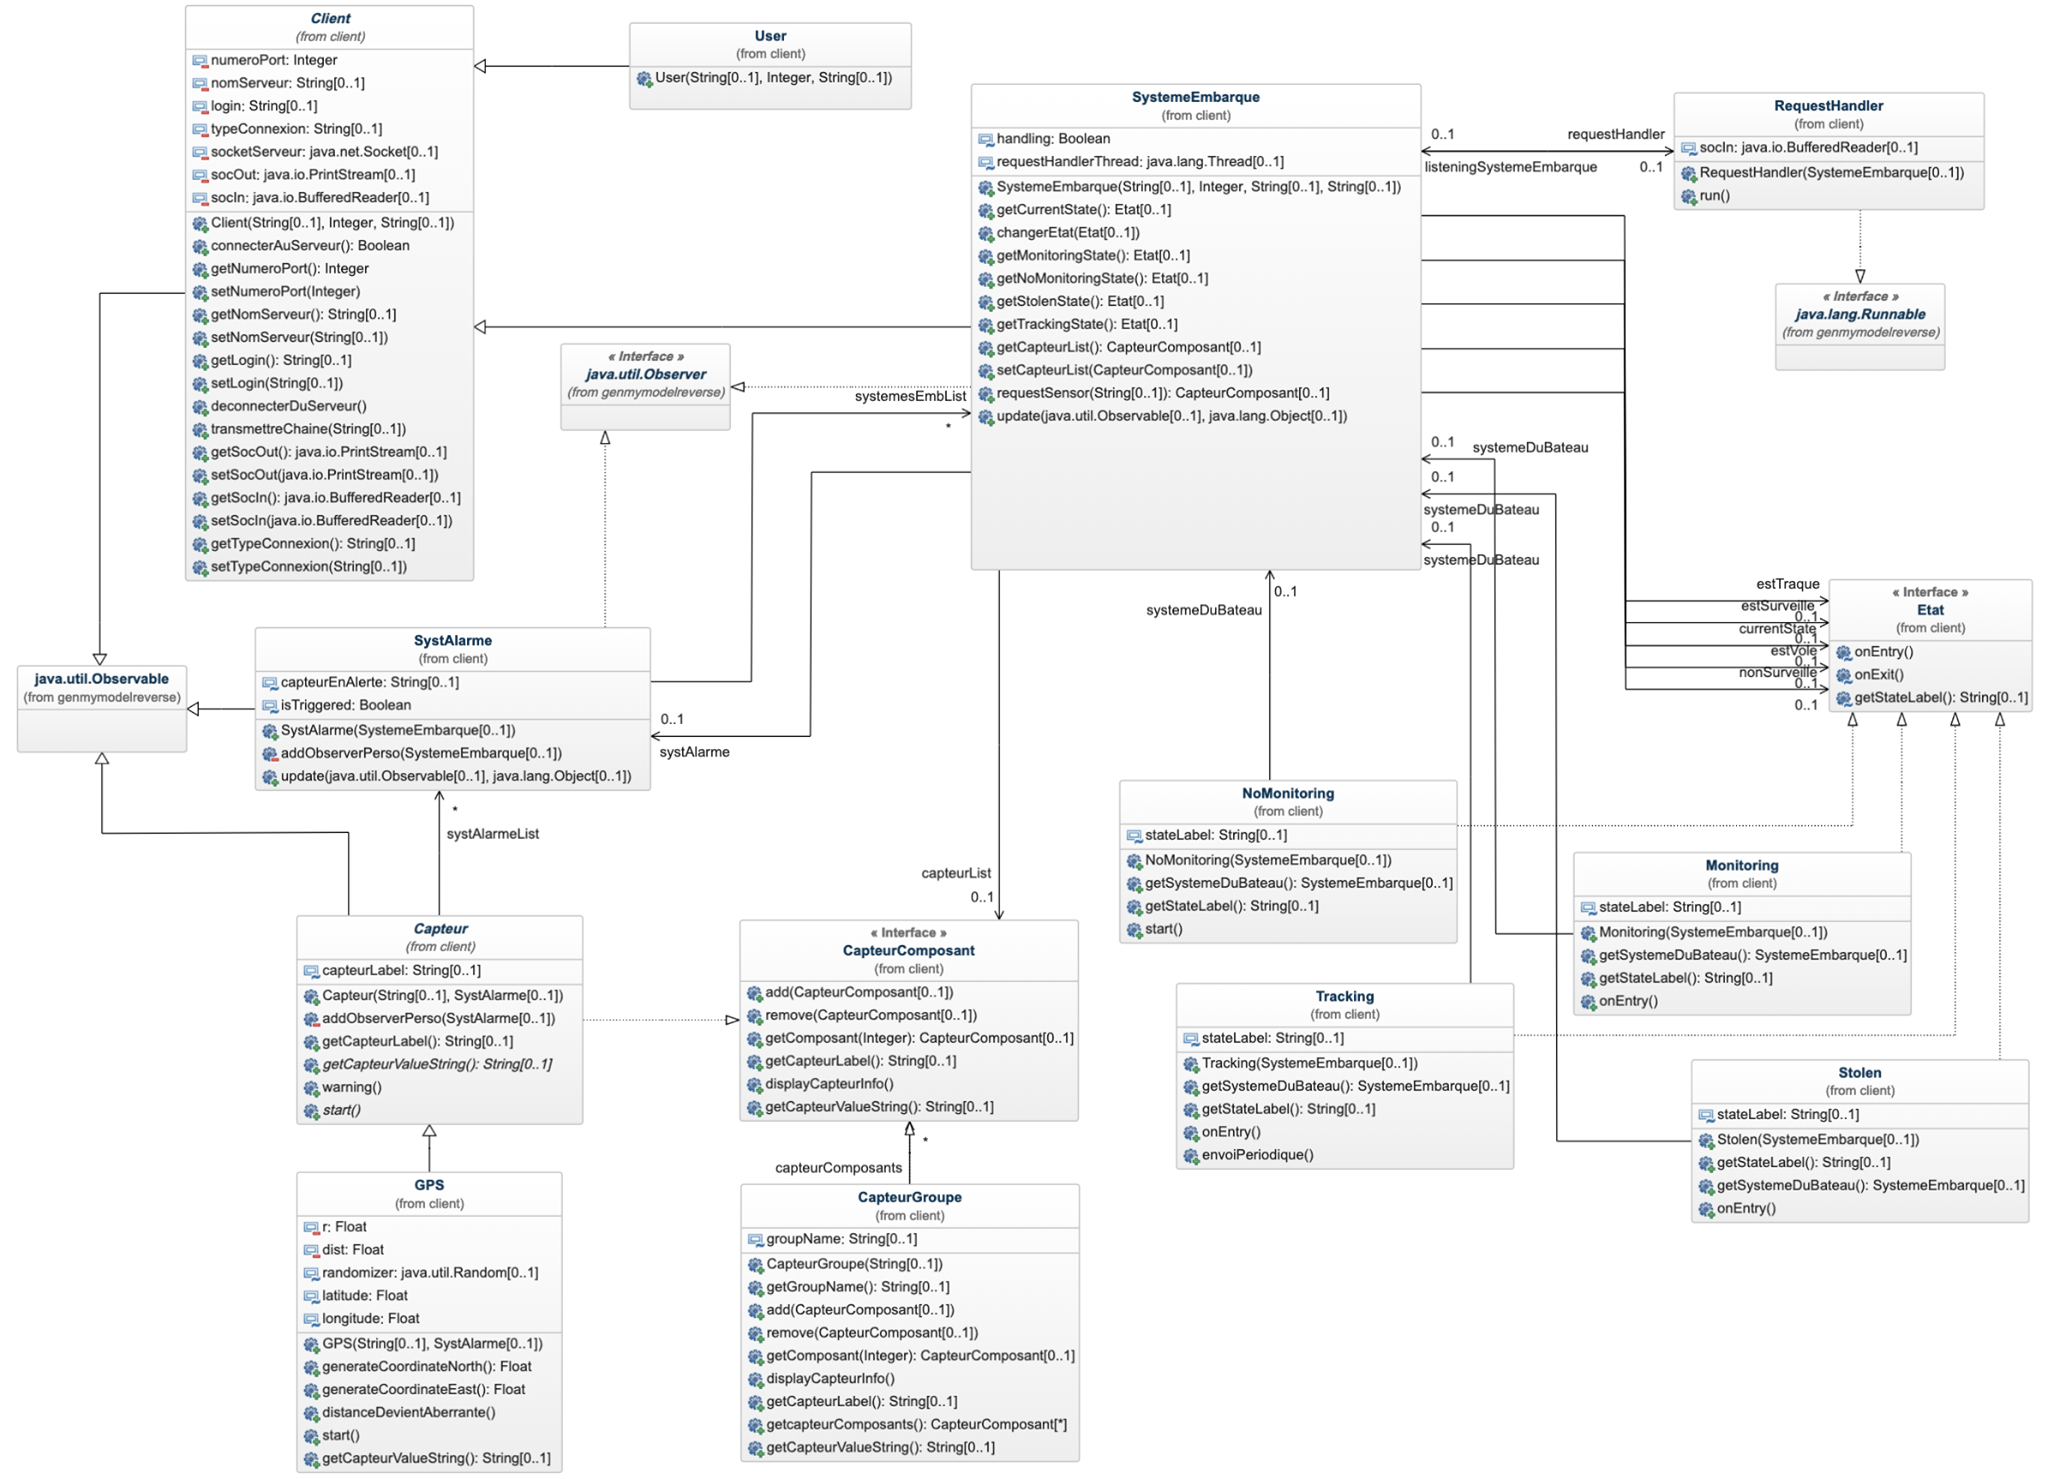 Client
(from client)
numeroPort: Integer
nomServeur: String[0..1]
login: String[0..1]
typeConnexion: String[0..1]
socketServeur: java.net.Socket[0..1]
socOut: java.io.PrintStream[0..1]
socIn: java.io.BufferedReader[0..1]
Client(String[0..1], Integer, String[0..1])
connecterAuServeur(): Boolean
getNumeroPort(): Integer
setNumeroPort(Integer)
getNomServeur(): String[0..1]
setNomServeur(String[0..1])
getLogin(): String[0..1]
setLogin(String[0..1])
deconnecterDuServeur()
transmettreChaine(String[0..1])
getSocOut(): java.io.PrintStream[0..1]
setSocOut(java.io.PrintStream[0..1])
getSocIn(): java.io.BufferedReader[0..1]
setSocIn(java.io.BufferedReader[0..1])
getTypeConnexion(): String[0..1]
setTypeConnexion(String[0..1])
User
(from client)
User(String[0..1], Integer, String[0..1])
SystemeEmbarque
(from client)
handling: Boolean
requestHandlerThread: java.lang.Thread[0..1]
SystemeEmbarque(String[0..1], Integer, String[0..1], String[0..1])
getCurrentState(): Etat[0..1]
changerEtat(Etat[0..1])
getMonitoringState(): Etat[0..1]
getNoMonitoringState(): Etat[0..1]
getStolenState(): Etat[0..1]
getTrackingState(): Etat[0..1]
getCapteurList(): CapteurComposant[0..1]
setCapteurList(CapteurComposant[0..1])
requestSensor(String[0..1]): CapteurComposant[0..1]
update(java.util.Observable[0..1], java.lang.Object[0..1])
0..1
requestHandler
listeningSystemeEmbarque
0..1
RequestHandler
(from client)
socIn: java.io.BufferedReader[0..1]
RequestHandler(SystemeEmbarque[0..1])
run()
« Interface »
java.lang.Runnable
(from genmymodelreverse)
« Interface »
java.util.Observer
(from genmymodelreverse)
systemesEmbList
*
0..1
systemeDuBateau
0..1
systemeDuBateau
0..1
systemeDuBateau
systemeDuBateau
0..1
estTraque
estSurveille
0..1
currentState
0..1
estVole
0..1
nonSurveille
0..1
0..1
« Interface »
Etat
(from client)
onEntry()
onExit()
getStateLabel(): String[0..1]
java.util.Observable
(from genmymodelreverse)
SystAlarme
(from client)
capteurEnAlerte: String[0..1]
isTriggered: Boolean
SystAlarme(SystemeEmbarque[0..1])
addObserverPerso(SystemeEmbarque[0..1])
update(java.util.Observable[0..1], java.lang.Object[0..1])
0..1
systAlarme
*
systAlarmeList
capteurList
0..1
NoMonitoring
(from client)
stateLabel: String[0..1]
NoMonitoring(SystemeEmbarque[0..1])
getSystemeDuBateau(): SystemeEmbarque[0..1]
getStateLabel(): String[0..1]
start()
Monitoring
(from client)
stateLabel: String[0..1]
Monitoring(SystemeEmbarque[0..1])
getSystemeDuBateau(): SystemeEmbarque[0..1]
getStateLabel(): String[0..1]
onEntry()
Capteur
(from client)
capteurLabel: String[0..1]
Capteur(String[0..1], SystAlarme[0..1])
addObserverPerso(SystAlarme[0..1])
getCapteurLabel(): String[0..1]
getCapteurValueString(): String[0..1]
warning()
start()
« Interface »
CapteurComposant
(from client)
add(CapteurComposant[0..1])
remove(CapteurComposant[0..1])
getComposant(Integer): CapteurComposant[0..1]
getCapteurLabel(): String[0..1]
displayCapteurInfo()
getCapteurValueString(): String[0..1]
*
capteurComposants
Tracking
(from client)
stateLabel: String[0..1]
Tracking(SystemeEmbarque[0..1])
getSystemeDuBateau(): SystemeEmbarque[0..1]
getStateLabel(): String[0..1]
onEntry()
envoiPeriodique()
Stolen
(from client)
stateLabel: String[0..1]
Stolen(SystemeEmbarque[0..1])
getStateLabel(): String[0..1]
getSystemeDuBateau(): SystemeEmbarque[0..1]
onEntry()
GPS
(from client)
r: Float
dist: Float
randomizer: java.util.Random[0..1]
latitude: Float
longitude: Float
GPS(String[0..1], SystAlarme[0..1])
generateCoordinateNorth(): Float
generateCoordinateEast(): Float
distanceDevientAberrante()
start()
getCapteurValueString(): String[0..1]
CapteurGroupe
(from client)
groupName: String[0..1]
CapteurGroupe(String[0..1])
getGroupName(): String[0..1]
add(CapteurComposant[0..1])
remove(CapteurComposant[0..1])
getComposant(Integer): CapteurComposant[0..1]
displayCapteurInfo()
getCapteurLabel(): String[0..1]
getcapteurComposants(): CapteurComposant[*]
getCapteurValueString(): String[0..1]